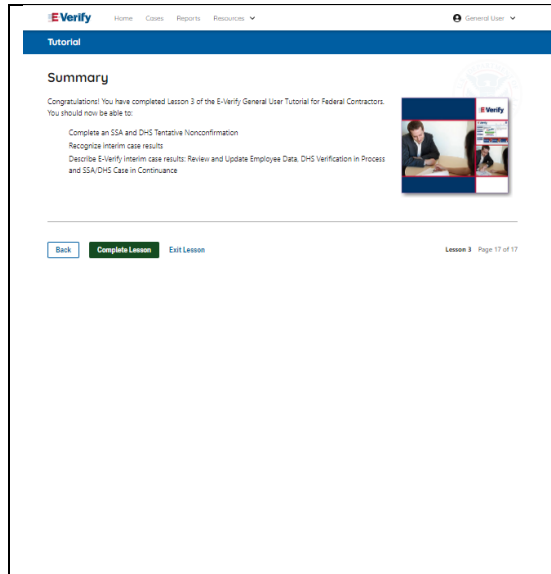 E-Verify Home Cases Reports Resources General User
Tutorial
Summary
Congratulations! You have completed Lesson 3 of the E-Verify General User Tutorial for Federal Contractors.
You should now be able to:
Complete an SSA and DHS Tentative Nonconfirmation
Recognize interim case results
Describe E-Verify interim case results: Review and Update Employee Data, DHS Verification in Process
and SSA/DHS Case in Continuance
E-Verify
Back Complete Lesson Exit Lesson Lesson 3 Page 17 of 17